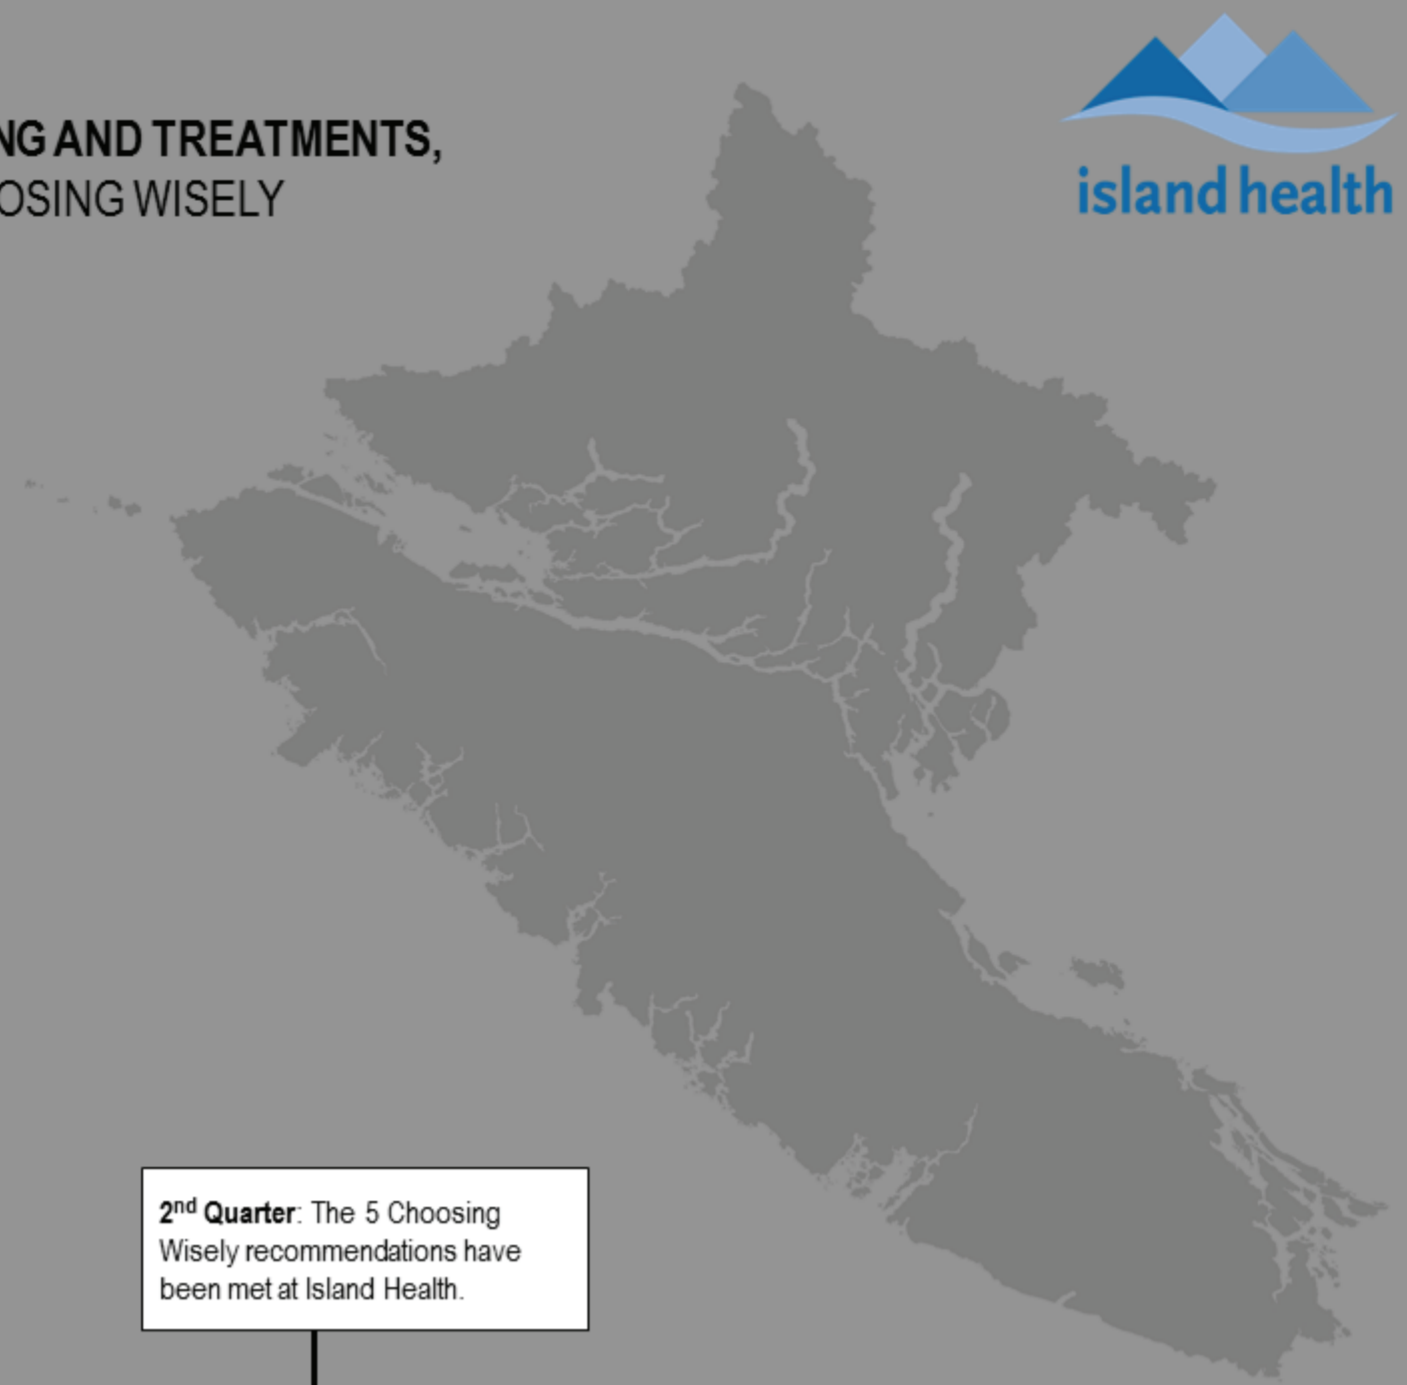 NG AND TREATMENTS,
OSING WISELY
island health
2nd Quarter: The 5 Choosing
Wisely recommendations have
been met at Island Health.